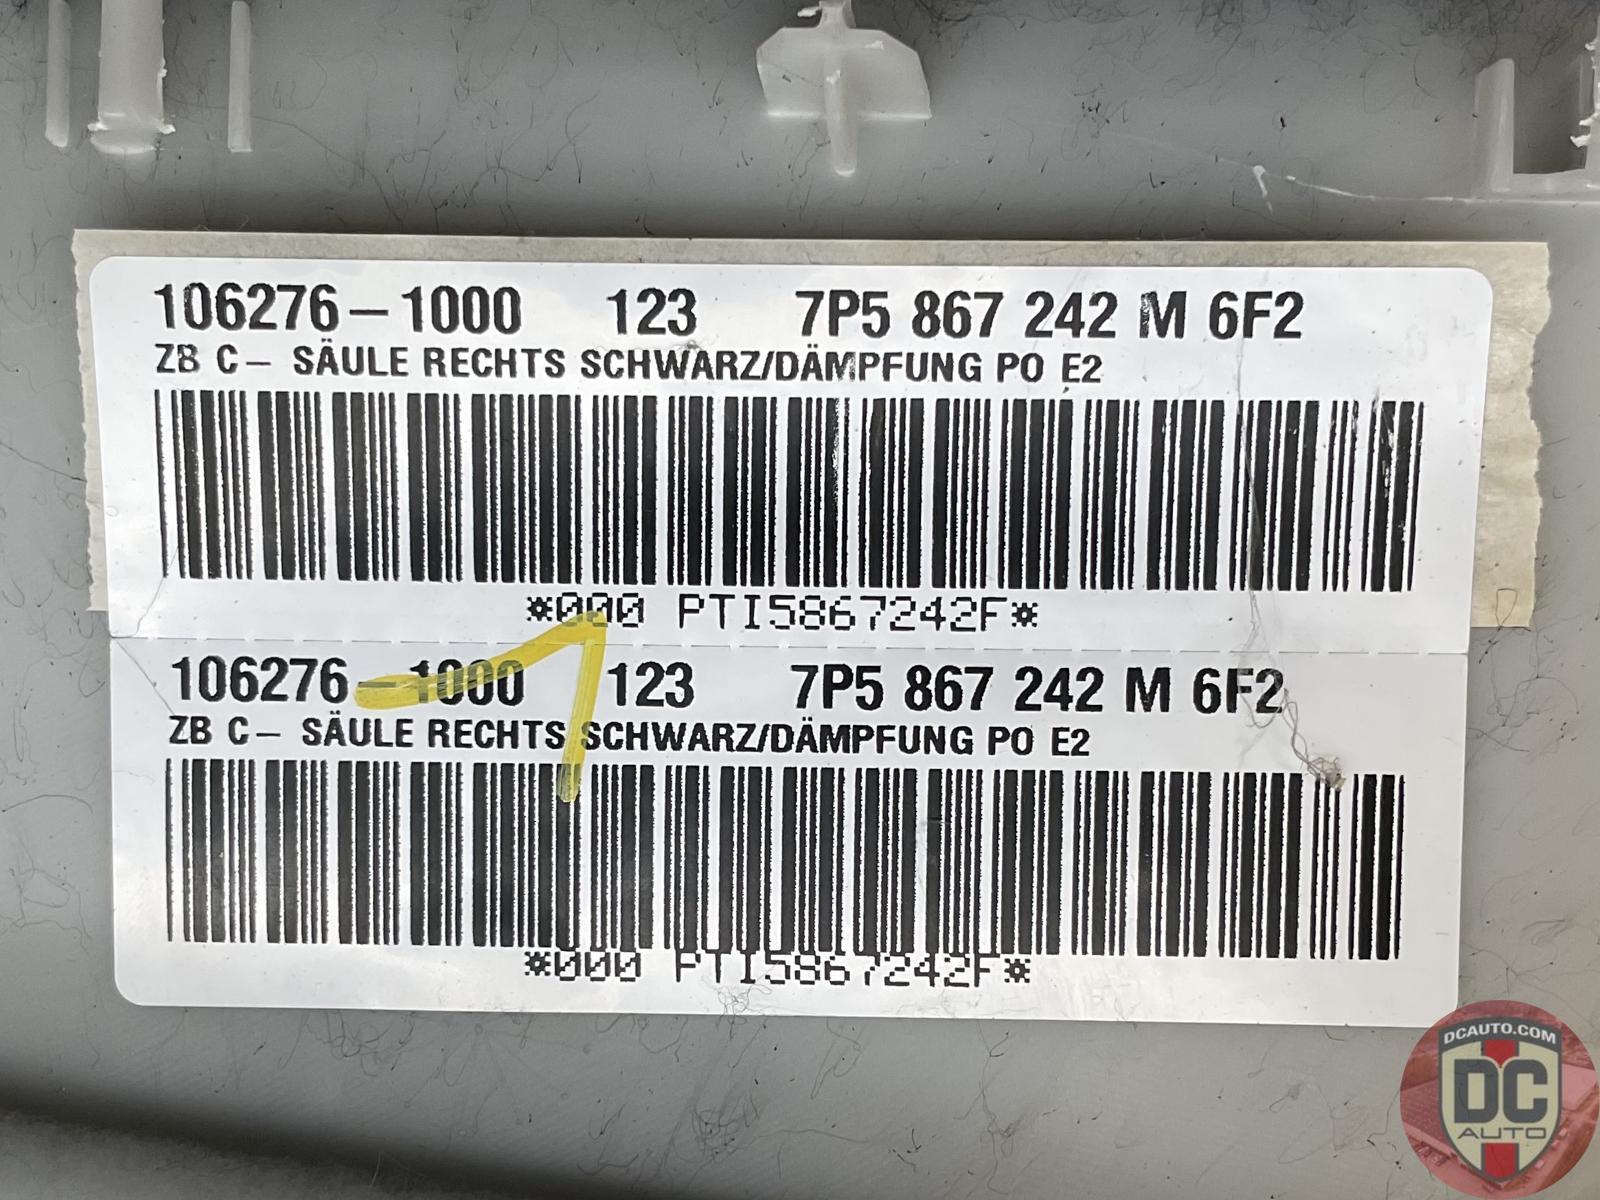 106276-1000 123 7P5 867 242 M 6F2
ZB C- SÄULE RECHTS SCHWARZ/DÄMPFUNG PO E2
*000 PTI5867242F*
106276-1000 123 7P5 867 242 M 6F2
ZB C- SÄULE RECHTS SCHWARZ/DÄMPFUNG PO E2
*000 PTI5867242F*
DCAUTO.COM
DC
AUTO